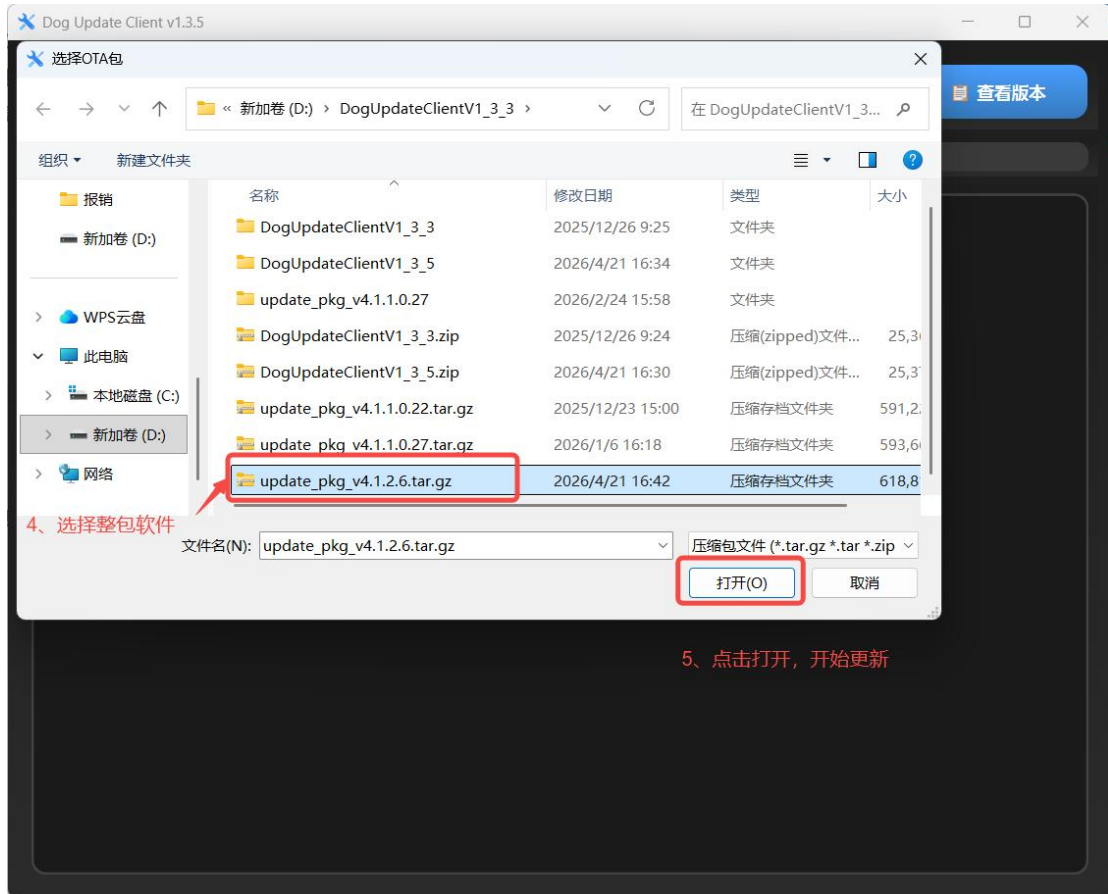 Dog Update Client v1.3.5
选择OTA包
查看版本
« 新加卷 (D:) › DogUpdateClientV1_3_3 ›
在 DogUpdateClientV1_3...
组织
新建文件夹
报销
新加卷 (D:)
WPS云盘
此电脑
本地磁盘 (C:)
新加卷 (D:)
网络
名称 修改日期 类型 大小
DogUpdateClientV1_3_3 2025/12/26 9:25 文件夹
DogUpdateClientV1_3_5 2026/4/21 16:34 文件夹
update_pkg_v4.1.1.0.27 2026/2/24 15:58 文件夹
DogUpdateClientV1_3_3.zip 2025/12/26 9:24 压缩(zipped)文件... 25,3
DogUpdateClientV1_3_5.zip 2026/4/21 16:30 压缩(zipped)文件... 25,3
update_pkg_v4.1.1.0.22.tar.gz 2025/12/23 15:00 压缩存档文件夹 591,2
update_pkg_v4.1.1.0.27.tar.gz 2026/1/6 16:18 压缩存档文件夹 593,6
update_pkg_v4.1.2.6.tar.gz 2026/4/21 16:42 压缩存档文件夹 618,8
4、选择整包软件
文件名(N): update_pkg_v4.1.2.6.tar.gz 压缩包文件 (*.tar.gz *.tar *.zip
打开(O) 取消
5、点击打开，开始更新